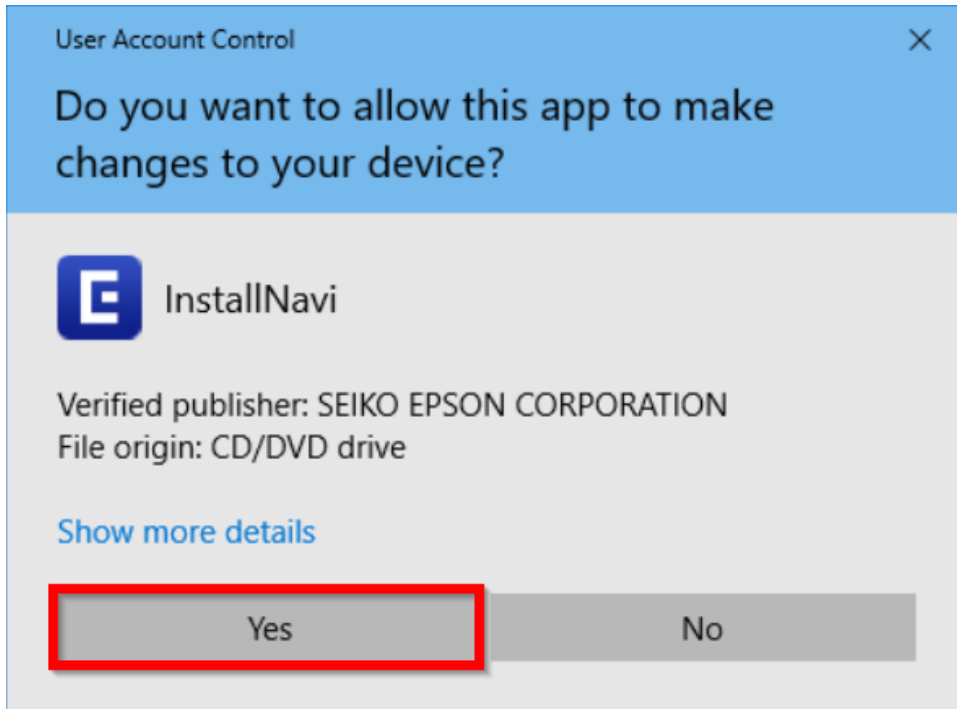 User Account Control
Do you want to allow this app to make
changes to your device?
InstallNavi
Verified publisher: SEIKO EPSON CORPORATION
File origin: CD/DVD drive
Show more details
Yes
No